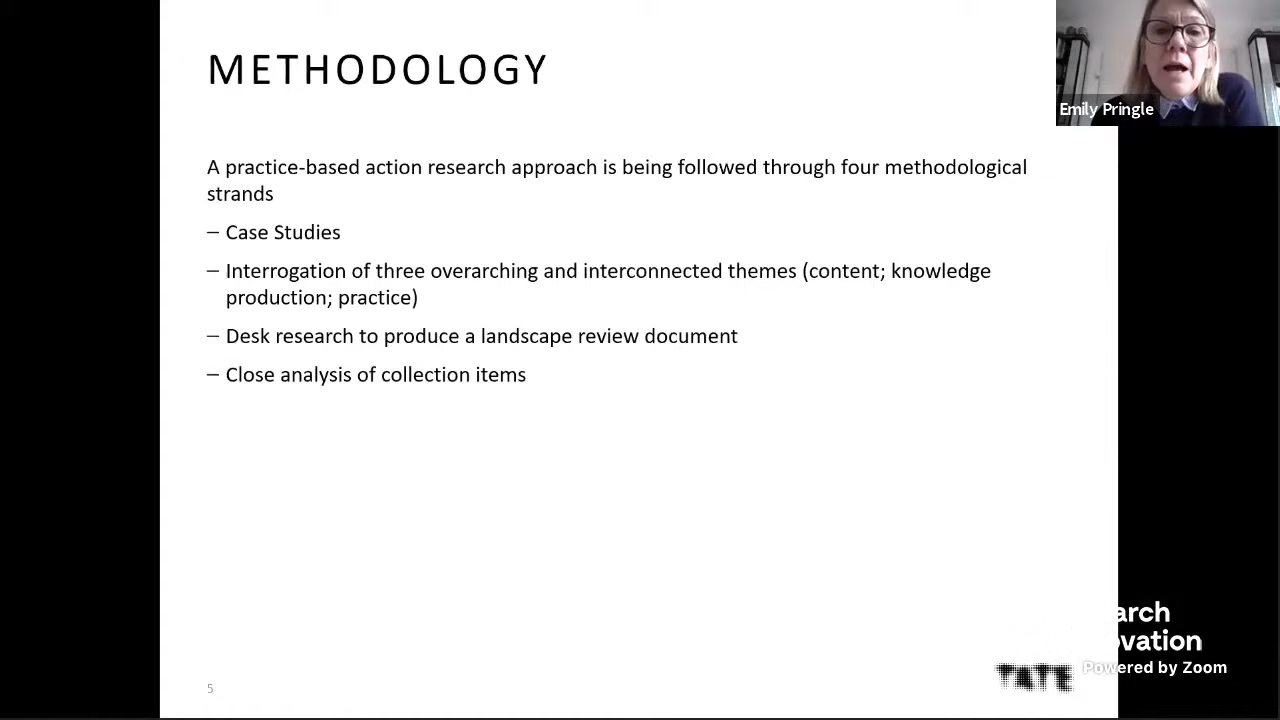 METHODOLOGY
Emily Pringle
A practice-based action research approach is being followed through four methodological
strands
– Case Studies
– Interrogation of three overarching and interconnected themes (content; knowledge
production; practice)
– Desk research to produce a landscape review document
– Close analysis of collection items
arch
ovation
Powered by Zoom
TATE
5